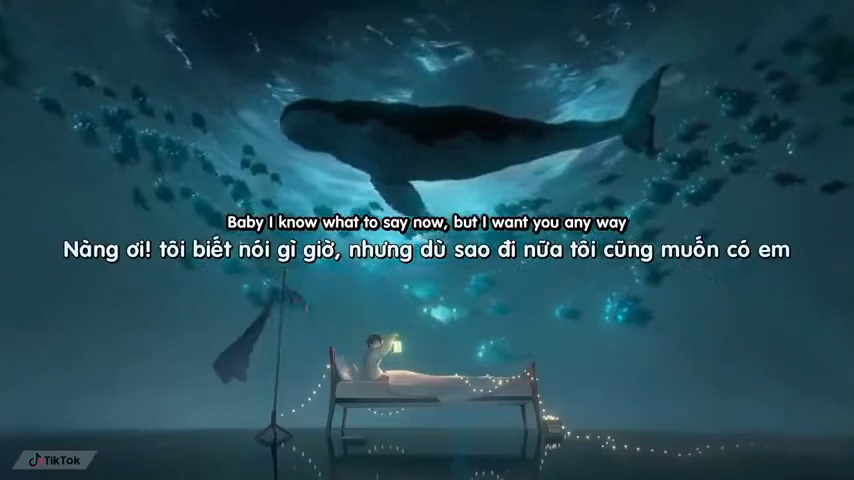 Baby I know what to say now, but I want you any way
Nàng ơi! tôi biết nói gì giờ, nhưng dù sao đi nữa tôi cũng muốn có em
TikTok